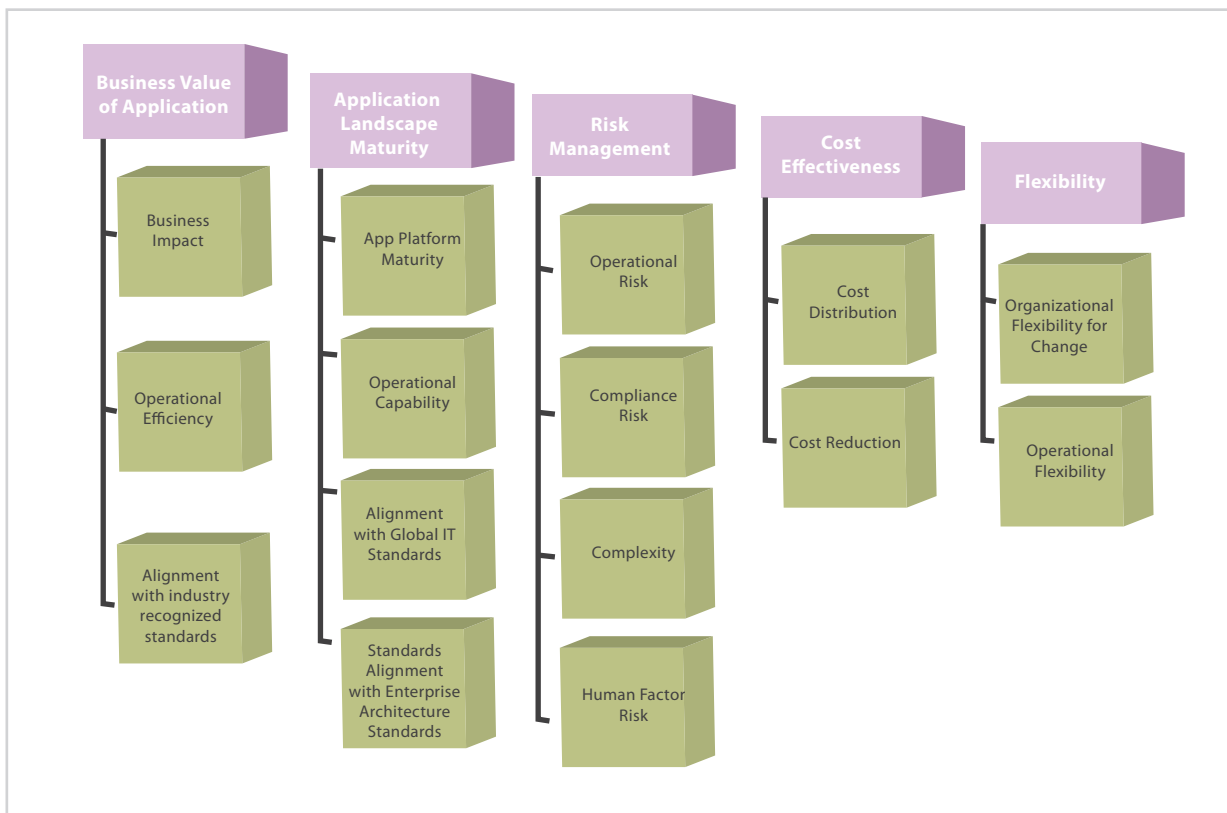 Business Value
of Application
Business
Impact
Operational
Efficiency
Alignment
with industry
recognized
standards
Application
Landscape
Maturity
App Platform
Maturity
Operational
Capability
Alignment
with Global IT
Standards
Standards
Alignment
with Enterprise
Architecture
Standards
Risk
Management
Operational
Risk
Compliance
Risk
Complexity
Human Factor
Risk
Cost
Effectiveness
Cost
Distribution
Cost Reduction
Flexibility
Organizational
Flexibility for
Change
Operational
Flexibility